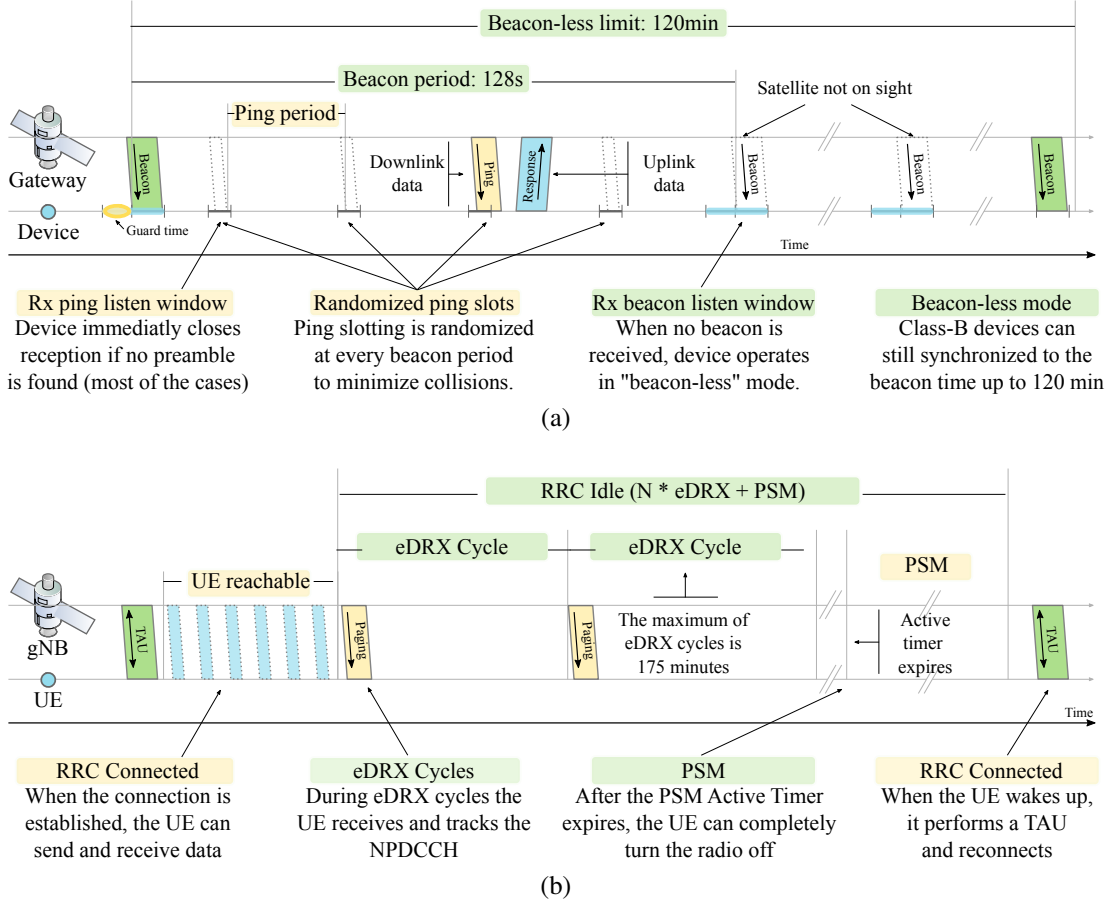 Beacon-less limit: 120min
Beacon period: 128s
Satellite not on sight
Ping period
Gateway
Beacon
Downlink
data
Ping
Response
Uplink
data
Beacon
Beacon
Beacon
Device
Guard time
Time
Rx ping listen window
Device immediatly closes
reception if no preamble
is found (most of the cases)
Randomized ping slots
Ping slotting is randomized
at every beacon period
to minimize collisions.
Rx beacon listen window
When no beacon is
received, device operates
in "beacon-less" mode.
Beacon-less mode
Class-B devices can
still synchronized to the
beacon time up to 120 min
(a)
RRC Idle (N * eDRX + PSM)
eDRX Cycle
eDRX Cycle
PSM
UE reachable
gNB
TAU
Paging
Paging
The maximum of
eDRX cycles is
175 minutes
Active
timer
expires
TAU
UE
Time
RRC Connected
When the connection is
established, the UE can
send and receive data
eDRX Cycles
During eDRX cycles the
UE receives and tracks the
NPDCCH
PSM
After the PSM Active Timer
expires, the UE can completely
turn the radio off
RRC Connected
When the UE wakes up,
it performs a TAU
and reconnects
(b)